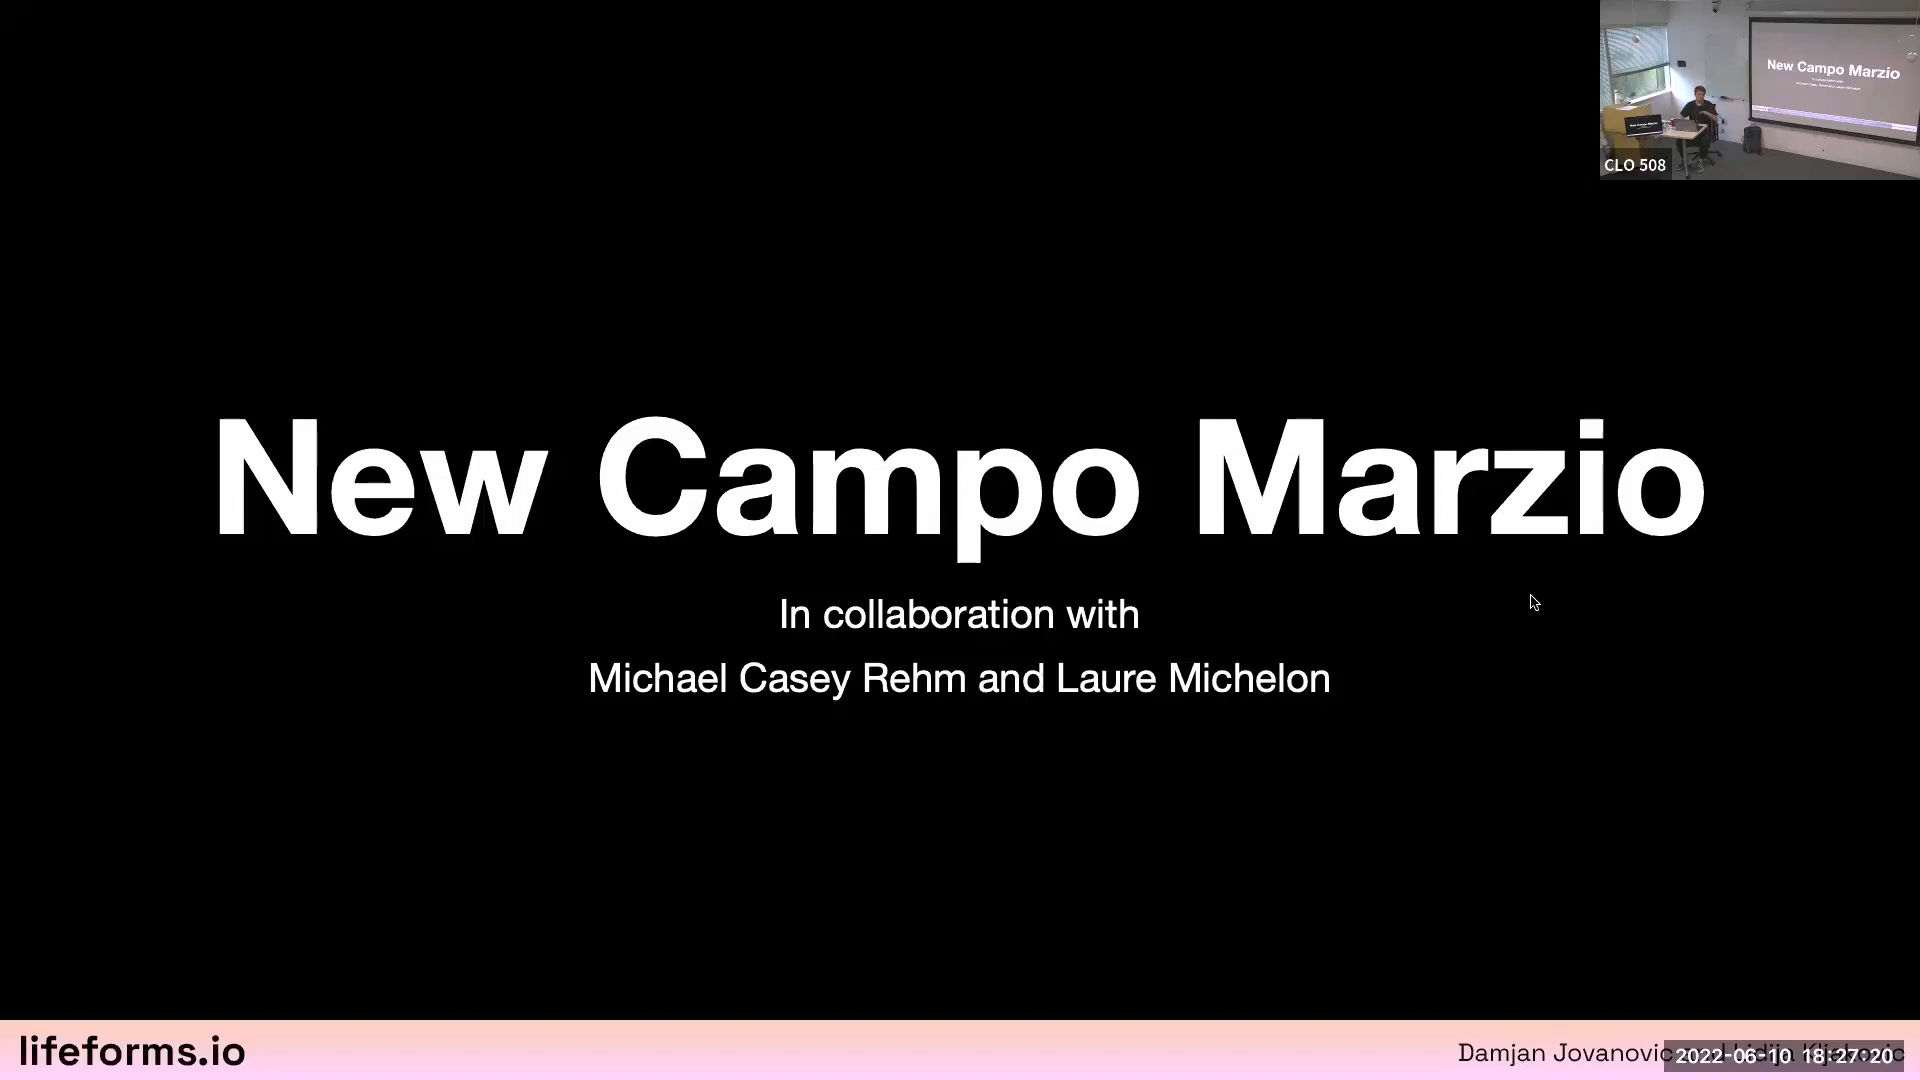 New Campo Marzio
CLO 508
New Campo Marzio
In collaboration with
Michael Casey Rehm and Laure Michelon
lifeforms.io
Damjan Jovanovic
2022-06-10 18:27:20